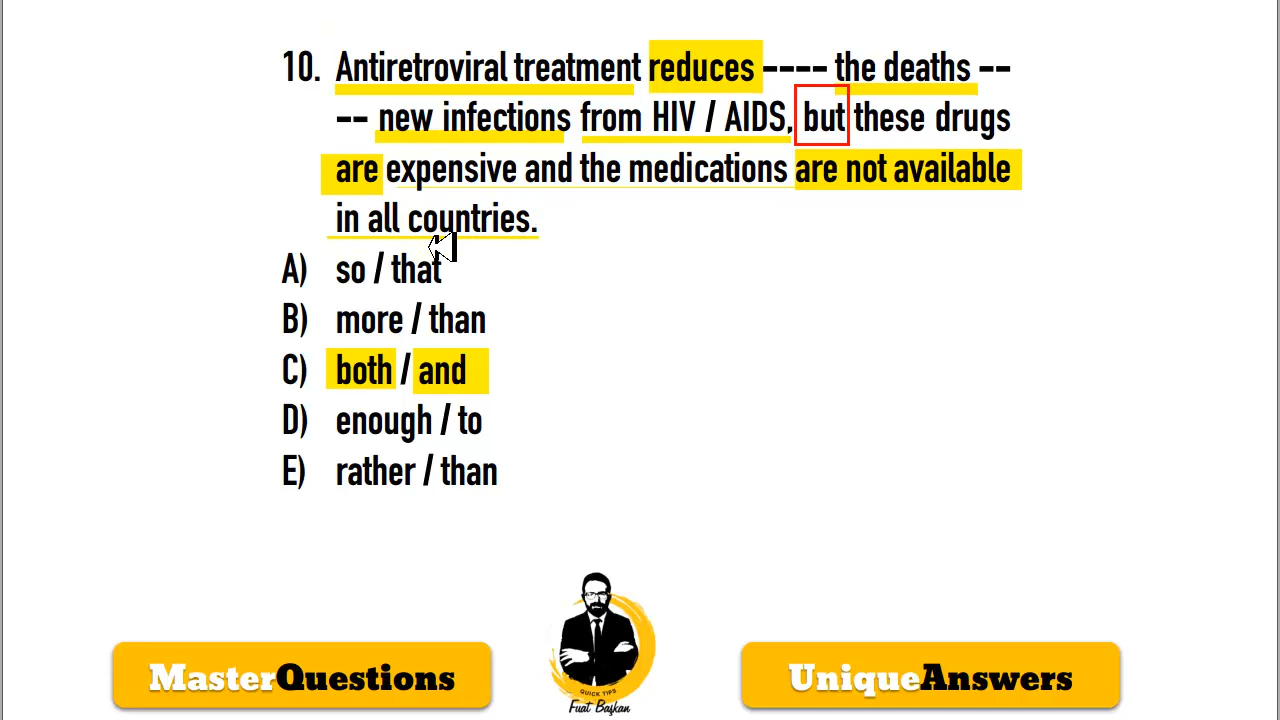 10. Antiretroviral treatment reduces ---- the deaths --
-- new infections from HIV / AIDS, but these drugs
are expensive and the medications are not available
in all countries.
A) so / that
B) more / than
C) both / and
D) enough / to
E) rather / than
QUICK TIPS
Fuat Başkan
MasterQuestions
UniqueAnswers